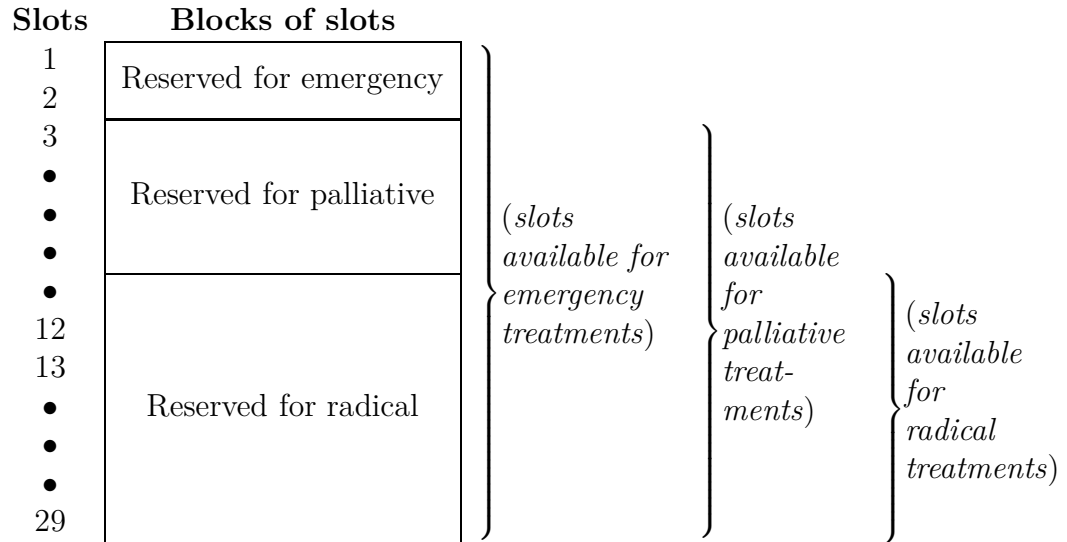 Slots Blocks of slots
1
Reserved for emergency
2
3
•
Reserved for palliative
•
•
•
12
13
•
Reserved for radical
•
•
29
(slots
available for
emergency
treatments)
(slots
available
for
palliative
treat-
ments)
(slots
available
for
radical
treatments)